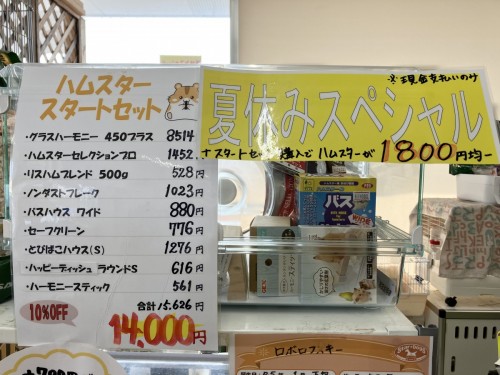 ハムスター
スタートセット
・グラスハーモニー 450プラス 8514
・ハムスターセレクションプロ 1452
・リスハムブレンド 500g 528円
・ノンダストフレーク 1023円
・バスハウス ワイド 880円
・セーフクリーン 776円
・とびばこハウス(S) 1276円
・ハッピーディッシュ ラウンドS 616円
・ハーモニースティック 561円
合計15,626円
10%OFF
14,000円
※現金支払いのみ
夏休みスペシャル
スタートセット購入でハムスターが 1800円均一
バス
ロボロフスキー